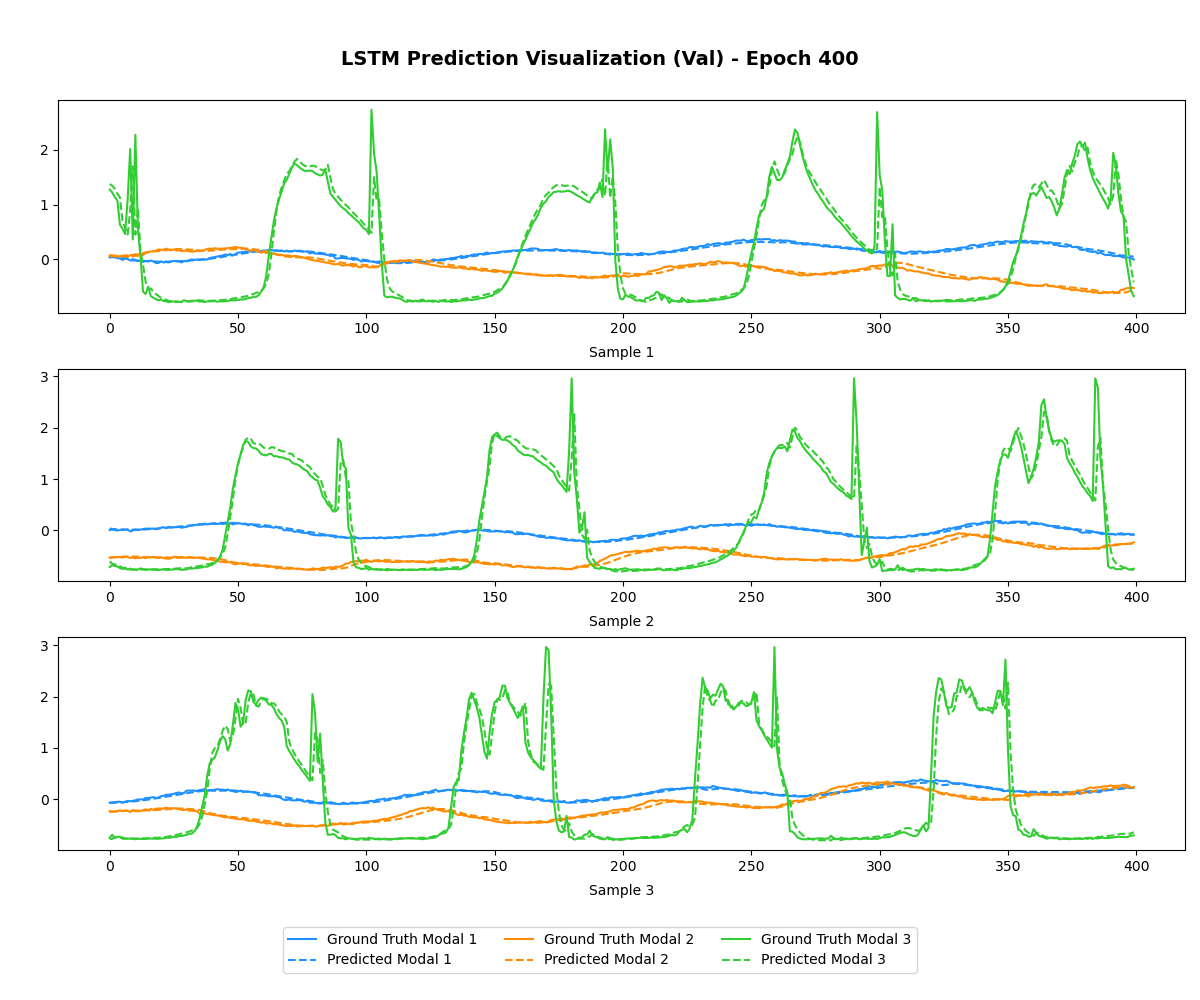 LSTM Prediction Visualization (Val) - Epoch 400
2
1
0
0 50 100 150 200 250 300 350 400
Sample 1
3
2
1
0
0 50 100 150 200 250 300 350 400
Sample 2
3
2
1
0
0 50 100 150 200 250 300 350 400
Sample 3
Ground Truth Modal 1 Ground Truth Modal 2 Ground Truth Modal 3
Predicted Modal 1 Predicted Modal 2 Predicted Modal 3